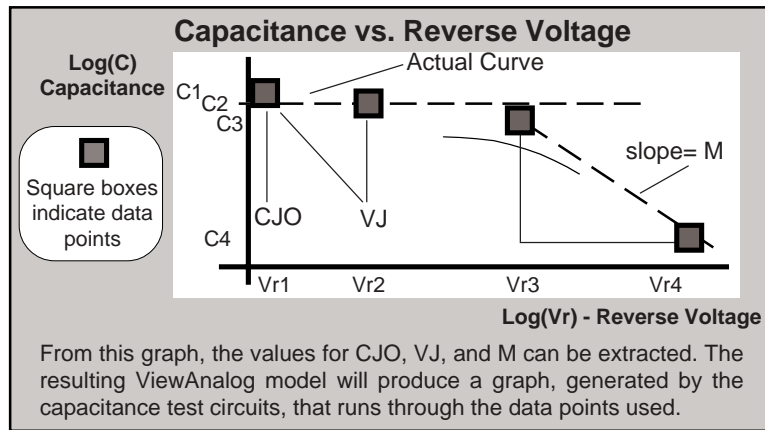 Capacitance vs. Reverse Voltage
Log(C)
Capacitance
Actual Curve
C1
C2
C3
slope= M
Square boxes
indicate data
points
CJO
VJ
C4
Vr1
Vr2
Vr3
Vr4
Log(Vr) - Reverse Voltage
From this graph, the values for CJO, VJ, and M can be extracted. The
resulting ViewAnalog model will produce a graph, generated by the
capacitance test circuits, that runs through the data points used.